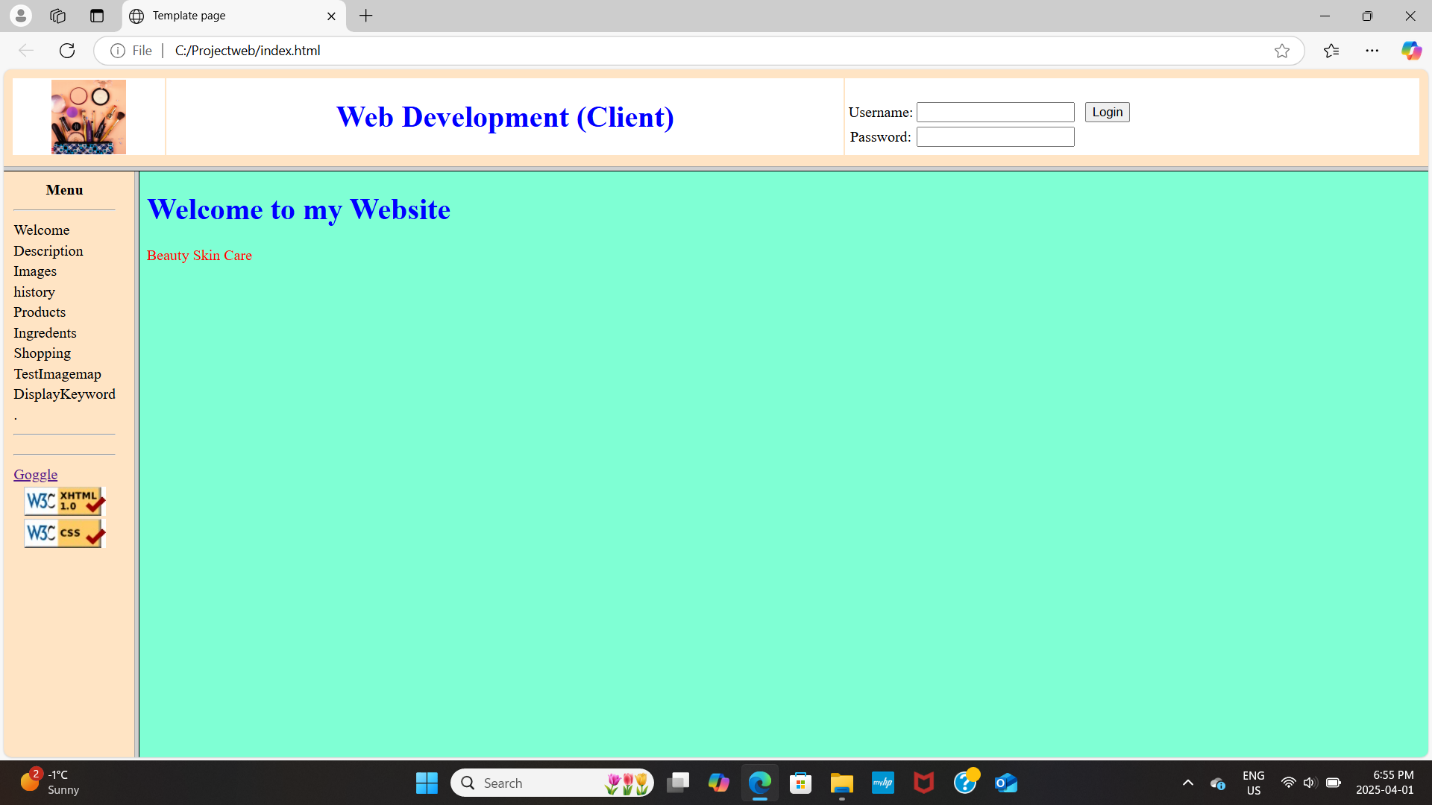 Template page
File
C:/Projectweb/index.html
Web Development (Client)
Username:
Login
Password:
Menu
Welcome
Description
Images
history
Products
Ingredents
Shopping
TestImagemap
DisplayKeyword
.
Goggle
W3C XHTML 1.0
W3C CSS
Welcome to my Website
Beauty Skin Care
2
-1°C
Sunny
Search
myhp
ENG
US
6:55 PM
2025-04-01